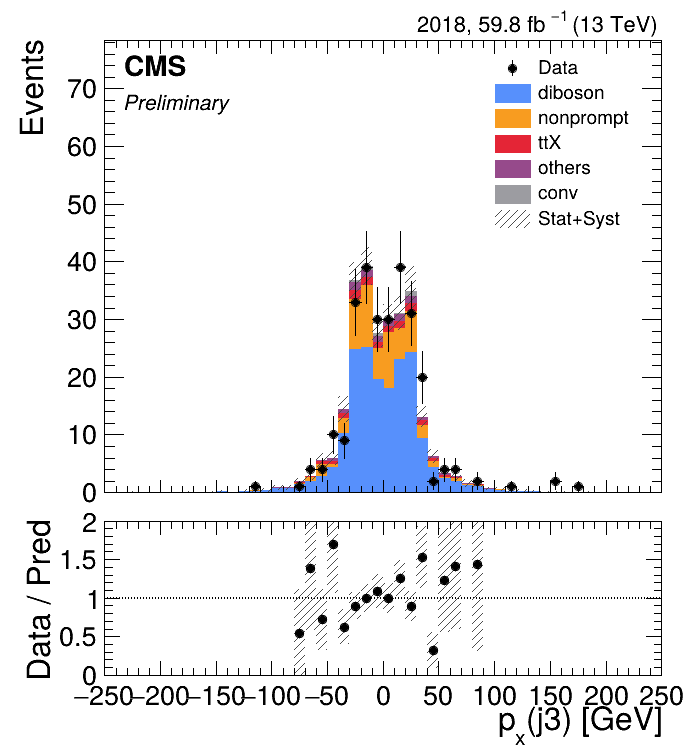 2018, 59.8 fb⁻¹ (13 TeV)
CMS
Preliminary
Data
diboson
nonprompt
ttX
others
conv
Stat+Syst
Events
70
60
50
40
30
20
10
0
Data / Pred
2
1.5
1
0.5
0
−250 −200 −150 −100 −50 0 50 100 150 200 250
pₓ(j3) [GeV]